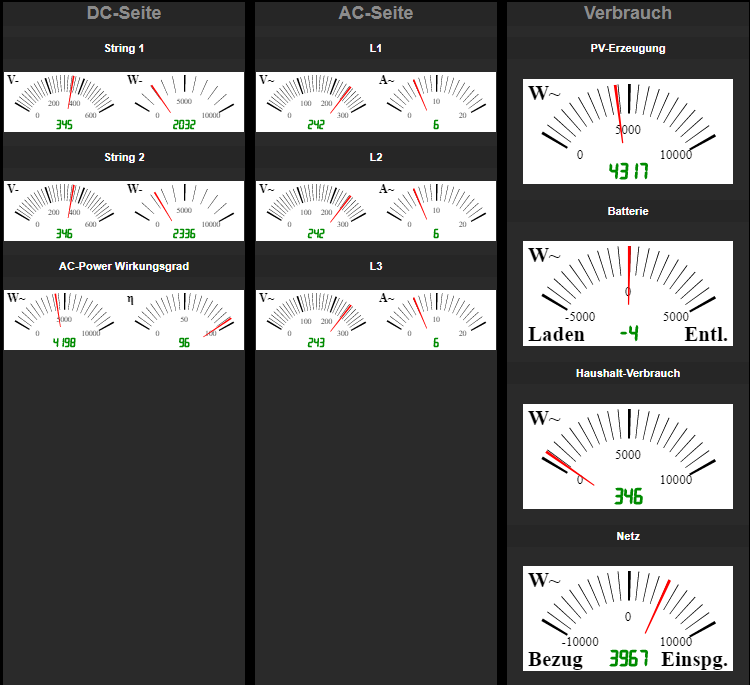 DC-Seite
String 1
V- 0 200 400 600 345
W- 0 5000 10000 2032
String 2
V- 0 200 400 600 346
W- 0 5000 10000 2336
AC-Power Wirkungsgrad
W~ 0 5000 10000 4198
η 0 50 100 96
AC-Seite
L1
V~ 0 100 200 300 242
A~ 0 10 20 6
L2
V~ 0 100 200 300 242
A~ 0 10 20 6
L3
V~ 0 100 200 300 243
A~ 0 10 20 6
Verbrauch
PV-Erzeugung
W~
5000
0 10000
4317
Batterie
W~
0
-5000 5000
Laden -4 Entl.
Haushalt-Verbrauch
W~
5000
0 10000
346
Netz
W~
0
-10000 10000
Bezug 3967 Einspg.